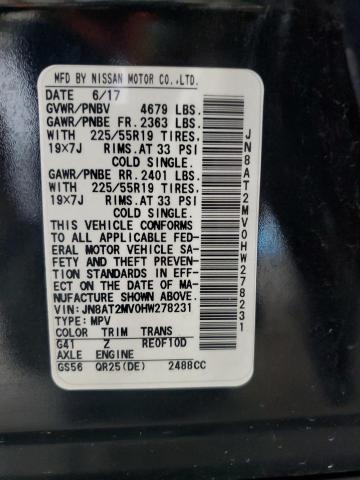 MFD BY NISSAN MOTOR CO.,LTD.
DATE 6/17
GVWR/PNBV 4679 LBS.
GAWR/PNBE FR. 2363 LBS.
WITH 225/55R19 TIRES,
19×7J RIMS.AT 33 PSI
COLD SINGLE.
GAWR/PNBE RR. 2401 LBS.
WITH 225/55R19 TIRES,
19×7J RIMS.AT 33 PSI
COLD SINGLE.
THIS VEHICLE CONFORMS
TO ALL APPLICABLE FED-
ERAL MOTOR VEHICLE SA-
FETY AND THEFT PREVENTION
STANDARDS IN EFF-
ECT ON THE DATE OF MA-
NUFACTURE SHOWN ABOVE.
VIN: JN8AT2MV0HW278231
TYPE: MPV
COLOR TRIM TRANS
G41 Z RE0F10D
AXLE ENGINE
GS56 QR25(DE) 2488CC
JN8AT2MV0HW278231